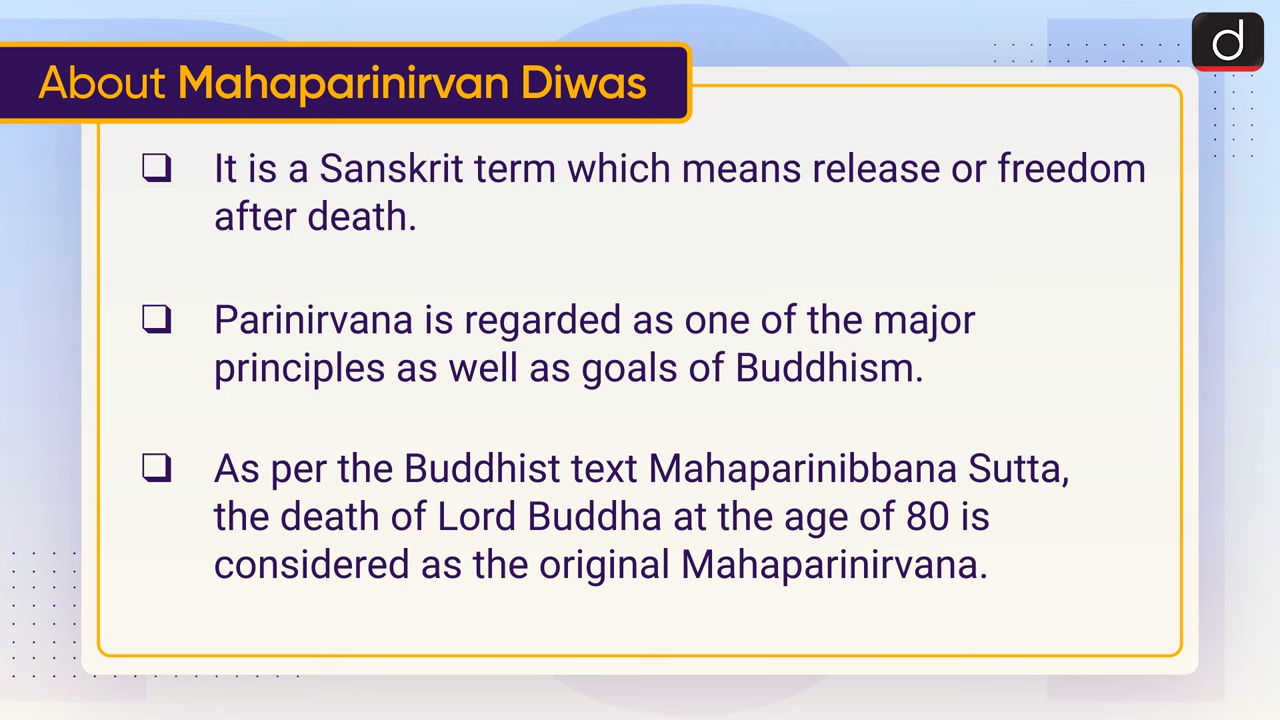 d
About Mahaparinirvan Diwas
❑ It is a Sanskrit term which means release or freedom
after death.
❑ Parinirvana is regarded as one of the major
principles as well as goals of Buddhism.
❑ As per the Buddhist text Mahaparinibbana Sutta,
the death of Lord Buddha at the age of 80 is
considered as the original Mahaparinirvana.